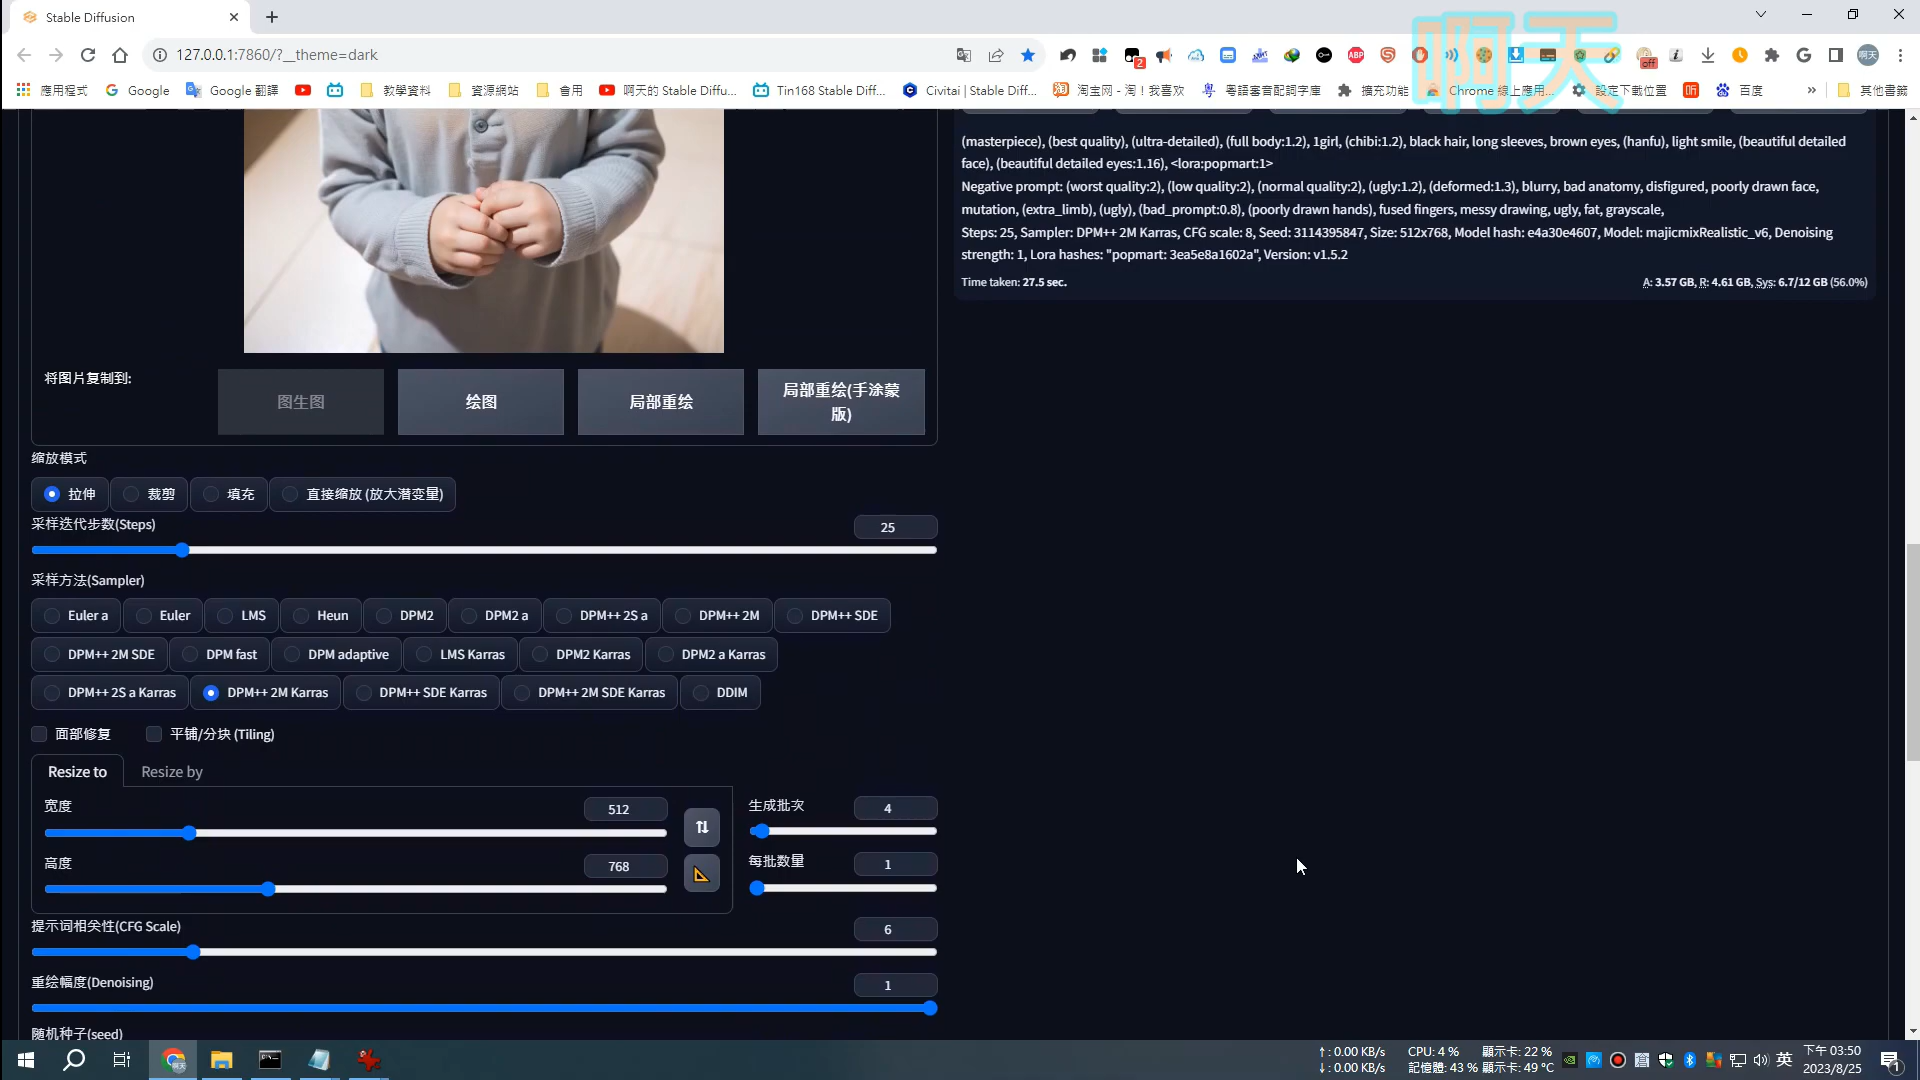 Stable Diffusion
啊天
127.0.0.1:7860/?__theme=dark
2
ABP
off
啊天
應用程式
Google
Google 翻譯
教學資料
資源網站
會用
啊天的 Stable Diffu...
Tin168 Stable Diff...
Civitai | Stable Diff...
淘宝网 - 淘！我喜欢
粵語審音配詞字庫
擴充功能
Chrome 線上應用...
設定下載位置
百度
»
其他書籤
(masterpiece), (best quality), (ultra-detailed), (full body:1.2), 1girl, (chibi:1.2), black hair, long sleeves, brown eyes, (hanfu), light smile, (beautiful detailed
face), (beautiful detailed eyes:1.16), <lora:popmart:1>
Negative prompt: (worst quality:2), (low quality:2), (normal quality:2), (ugly:1.2), (deformed:1.3), blurry, bad anatomy, disfigured, poorly drawn face,
mutation, (extra_limb), (ugly), (bad_prompt:0.8), (poorly drawn hands), fused fingers, messy drawing, ugly, fat, grayscale,
Steps: 25, Sampler: DPM++ 2M Karras, CFG scale: 8, Seed: 3114395847, Size: 512x768, Model hash: e4a30e4607, Model: majicmixRealistic_v6, Denoising
strength: 1, Lora hashes: "popmart: 3ea5e8a1602a", Version: v1.5.2
Time taken: 27.5 sec.
A: 3.57 GB, R: 4.61 GB, Sys: 6.7/12 GB (56.0%)
将图片复制到:
图生图
绘图
局部重绘
局部重绘(手涂蒙
版)
缩放模式
拉伸
裁剪
填充
直接缩放 (放大潜变量)
采样迭代步数(Steps)
25
采样方法(Sampler)
Euler a
Euler
LMS
Heun
DPM2
DPM2 a
DPM++ 2S a
DPM++ 2M
DPM++ SDE
DPM++ 2M SDE
DPM fast
DPM adaptive
LMS Karras
DPM2 Karras
DPM2 a Karras
DPM++ 2S a Karras
DPM++ 2M Karras
DPM++ SDE Karras
DPM++ 2M SDE Karras
DDIM
面部修复
平铺/分块 (Tiling)
Resize to
Resize by
宽度
512
高度
768
生成批次
4
每批数量
1
提示词相关性(CFG Scale)
6
重绘幅度(Denoising)
1
随机种子(seed)
↑: 0.00 KB/s
↓: 0.00 KB/s
CPU: 4 %
顯示卡: 22 %
記憶體: 43 %
顯示卡: 49 °C
英
下午 03:50
2023/8/25
1